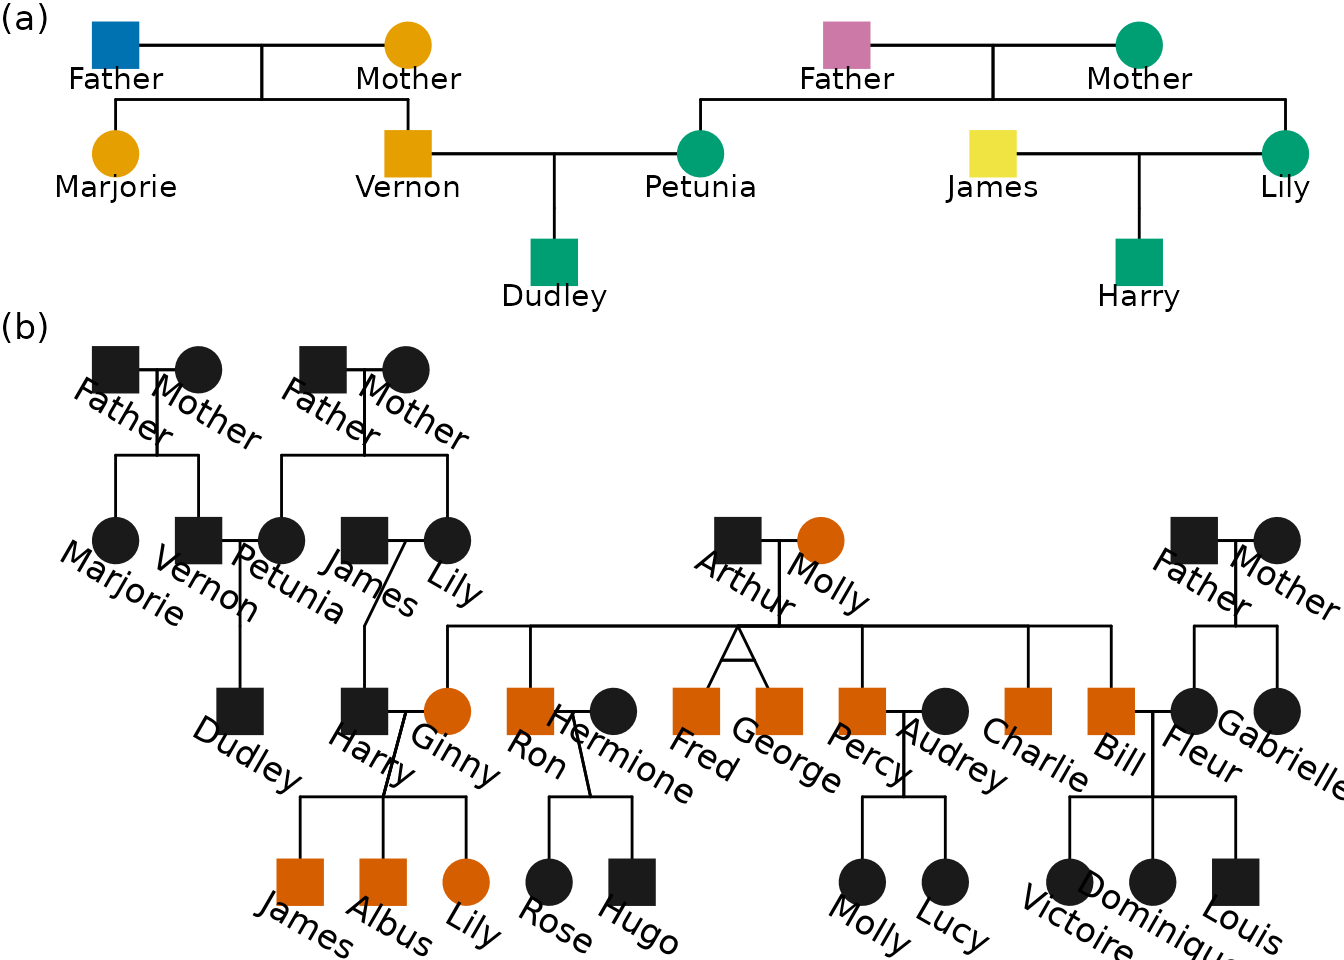 (a)
Father Mother Father Mother
Marjorie Vernon Petunia James Lily
Dudley Harry
(b)
Father Mother Father Mother
Marjorie Vernon Petunia James Lily Arthur Molly Father Mother
Dudley Harry Ginny Ron Hermione Fred George Percy Audrey Charlie Bill Fleur Gabrielle
James Albus Lily Rose Hugo Molly Lucy Victoire Dominique Louis